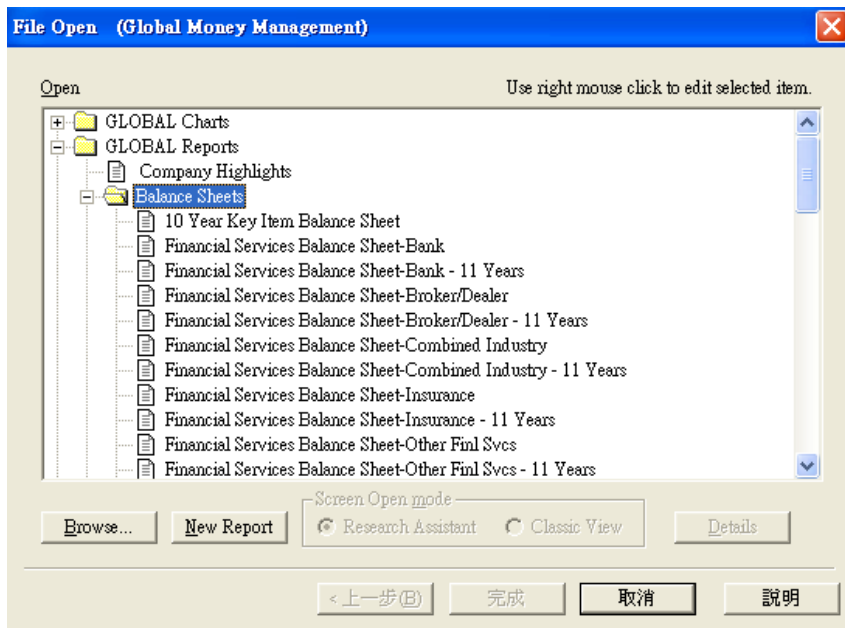 File Open (Global Money Management)
Open
Use right mouse click to edit selected item.
GLOBAL Charts
GLOBAL Reports
Company Highlights
Balance Sheets
10 Year Key Item Balance Sheet
Financial Services Balance Sheet-Bank
Financial Services Balance Sheet-Bank - 11 Years
Financial Services Balance Sheet-Broker/Dealer
Financial Services Balance Sheet-Broker/Dealer - 11 Years
Financial Services Balance Sheet-Combined Industry
Financial Services Balance Sheet-Combined Industry - 11 Years
Financial Services Balance Sheet-Insurance
Financial Services Balance Sheet-Insurance - 11 Years
Financial Services Balance Sheet-Other Finl Svcs
Financial Services Balance Sheet-Other Finl Svcs - 11 Years
Screen Open mode
Browse...
New Report
Research Assistant
Classic View
Details
<上一步(B)
完成
取消
說明